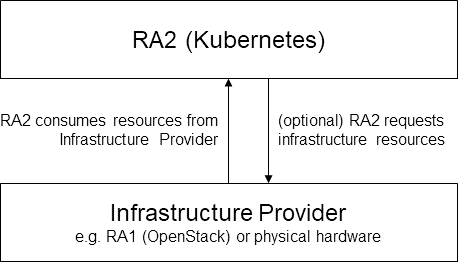 RA2 (Kubernetes)
RA2 consumes resources from
Infrastructure Provider
(optional) RA2 requests
infrastructure resources
Infrastructure Provider
e.g. RA1 (OpenStack) or physical hardware